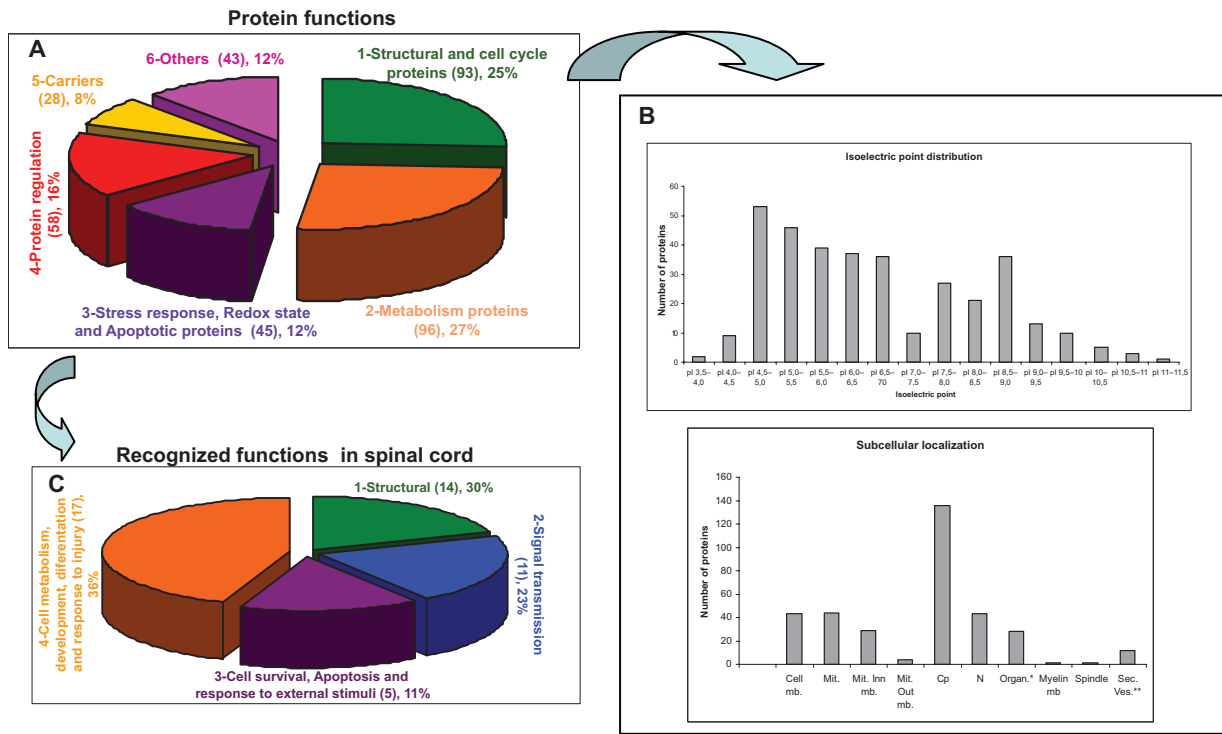 Protein functions
A
6-Others (43), 12%
1-Structural and cell cycle
proteins (93), 25%
5-Carriers
(28), 8%
4-Protein regulation
(58), 16%
3-Stress response, Redox state
and Apoptotic proteins (45), 12%
2-Metabolism proteins
(96), 27%
B
Isoelectric point distribution
Number of proteins
60
50
40
30
20
10
0
pI 3,5–
4,0
pI 4,0–
4,5
pI 4,5–
5,0
pI 5,0–
5,5
pI 5,5–
6,0
pI 6,0–
6,5
pI 6,5–
70
pI 7,0–
7,5
pI 7,5–
8,0
pI 8,0–
8,5
pI 8,5–
9,0
pI 9,0–
9,5
pI 9,5–10
pI 10–
10,5
pI 10,5–11
pI 11–11,5
Isoelectric point
Subcellular localization
Number of proteins
160
140
120
100
80
60
40
20
0
Cell
mb.
Mit.
Mit. Inn
mb.
Mit.
Out
mb.
Cp
N
Organ.*
Myelin
mb
Spindle
Sec.
Ves.**
Recognized functions in spinal cord
C
1-Structural (14), 30%
2-Signal transmission
(11), 23%
3-Cell survival, Apoptosis and
response to external stimuli (5), 11%
4-Cell metabolism,
development, diferentation
and response to injury (17),
36%